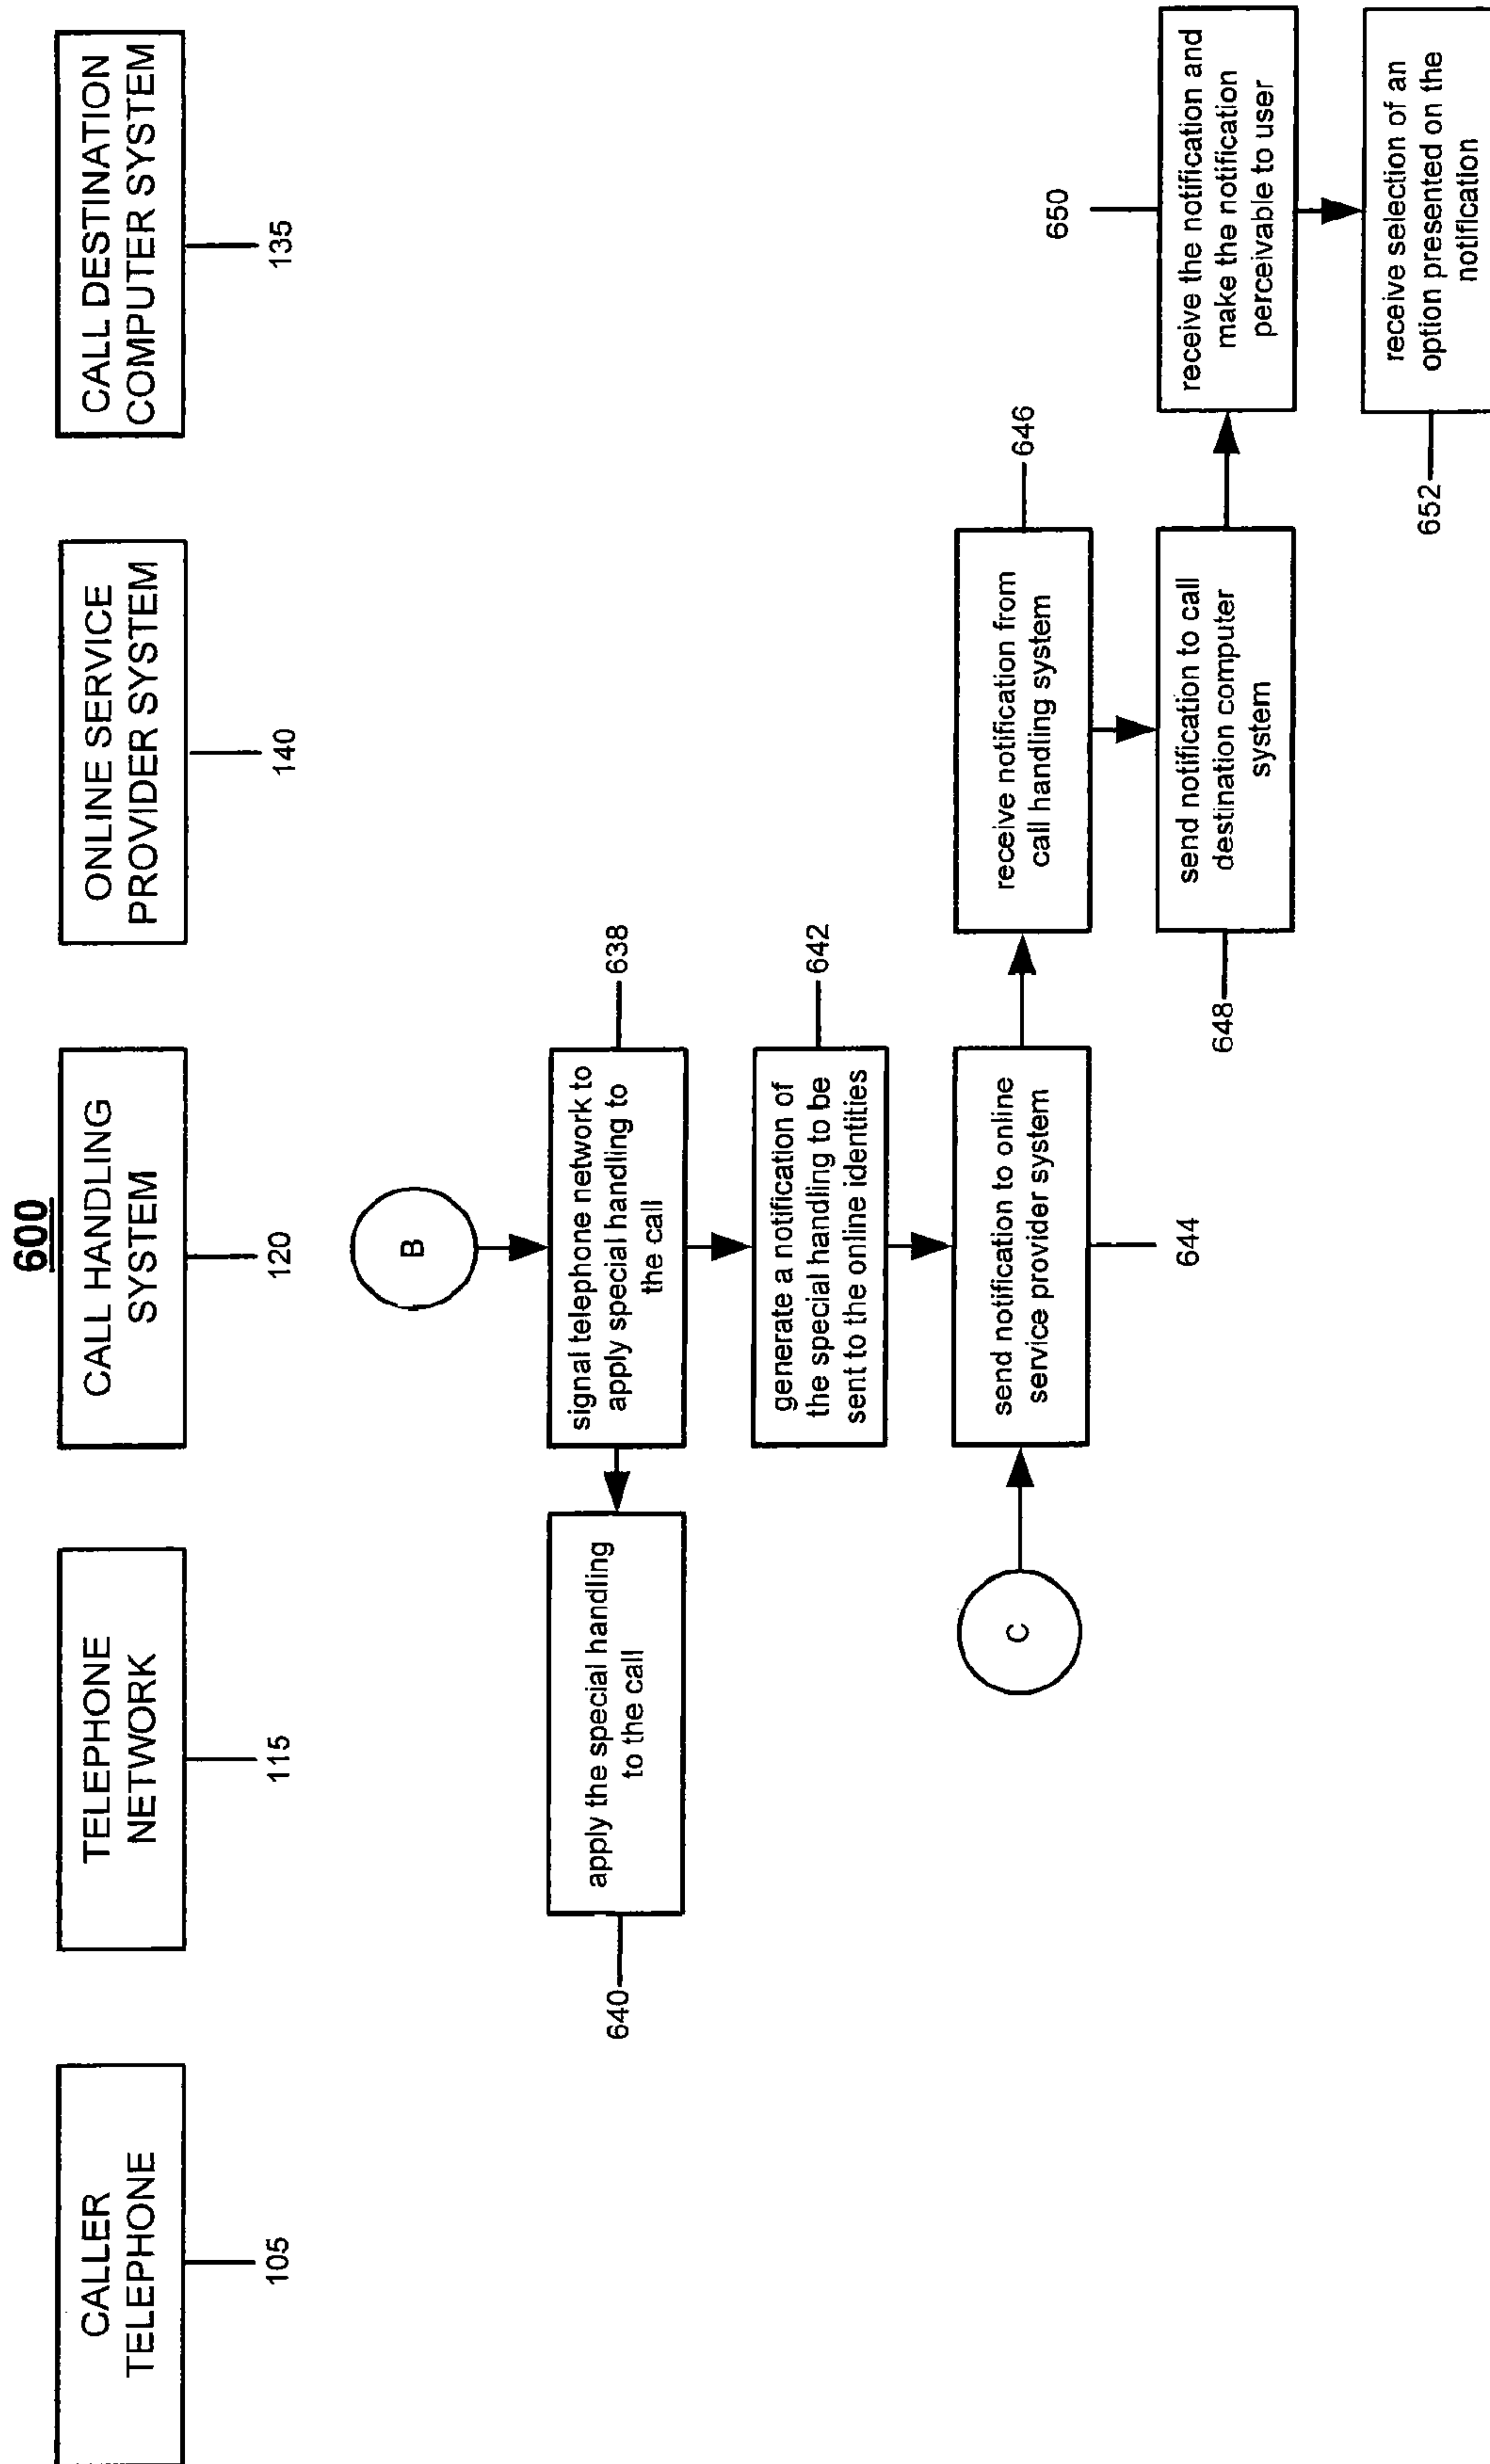 600
CALLER
TELEPHONE
105
TELEPHONE
NETWORK
115
CALL HANDLING
SYSTEM
120
ONLINE SERVICE
PROVIDER SYSTEM
140
CALL DESTINATION
COMPUTER SYSTEM
135
B
640
apply the special handling
to the call
signal telephone network to
apply special handling to
the call
638
generate a notification of
the special handling to be
sent to the online identities
642
C
send notification to online
service provider system
644
receive notification from
call handling system
646
648
send notification to call
destination computer
system
650
receive the notification and
make the notification
perceivable to user
652
receive selection of an
option presented on the
notification